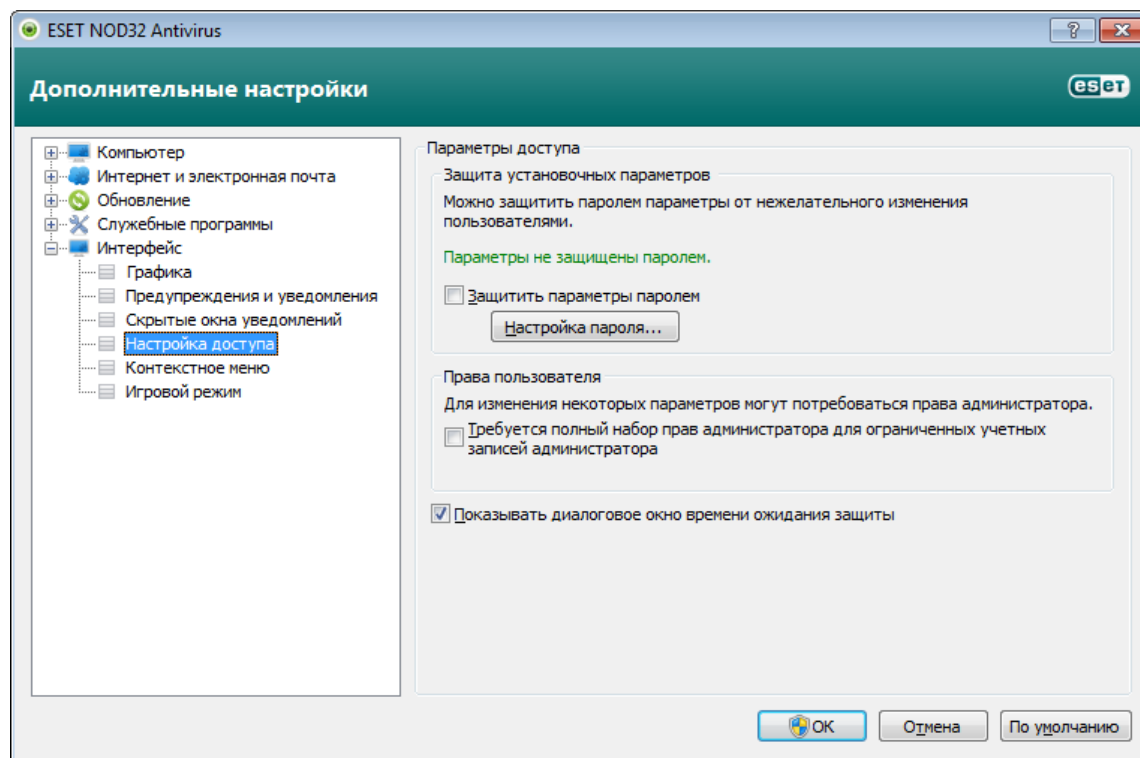 ESET NOD32 Antivirus
?
Дополнительные настройки
eseT
Компьютер
Интернет и электронная почта
Обновление
Служебные программы
Интерфейс
Графика
Предупреждения и уведомления
Скрытые окна уведомлений
Настройка доступа
Контекстное меню
Игровой режим
Параметры доступа
Защита установочных параметров
Можно защитить паролем параметры от нежелательного изменения
пользователями.
Параметры не защищены паролем.
Защитить параметры паролем
Настройка пароля...
Права пользователя
Для изменения некоторых параметров могут потребоваться права администратора.
Требуется полный набор прав администратора для ограниченных учетных
записей администратора
Показывать диалоговое окно времени ожидания защиты
OK
Отмена
По умолчанию